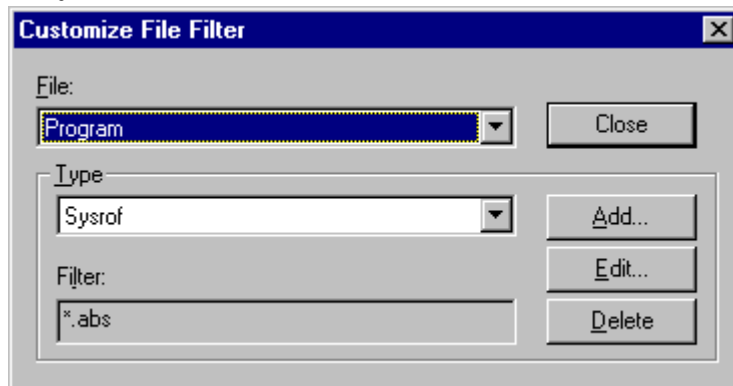 Customize File Filter
File:
Program
Close
Type
Sysrof
Add...
Filter:
Edit...
*.abs
Delete